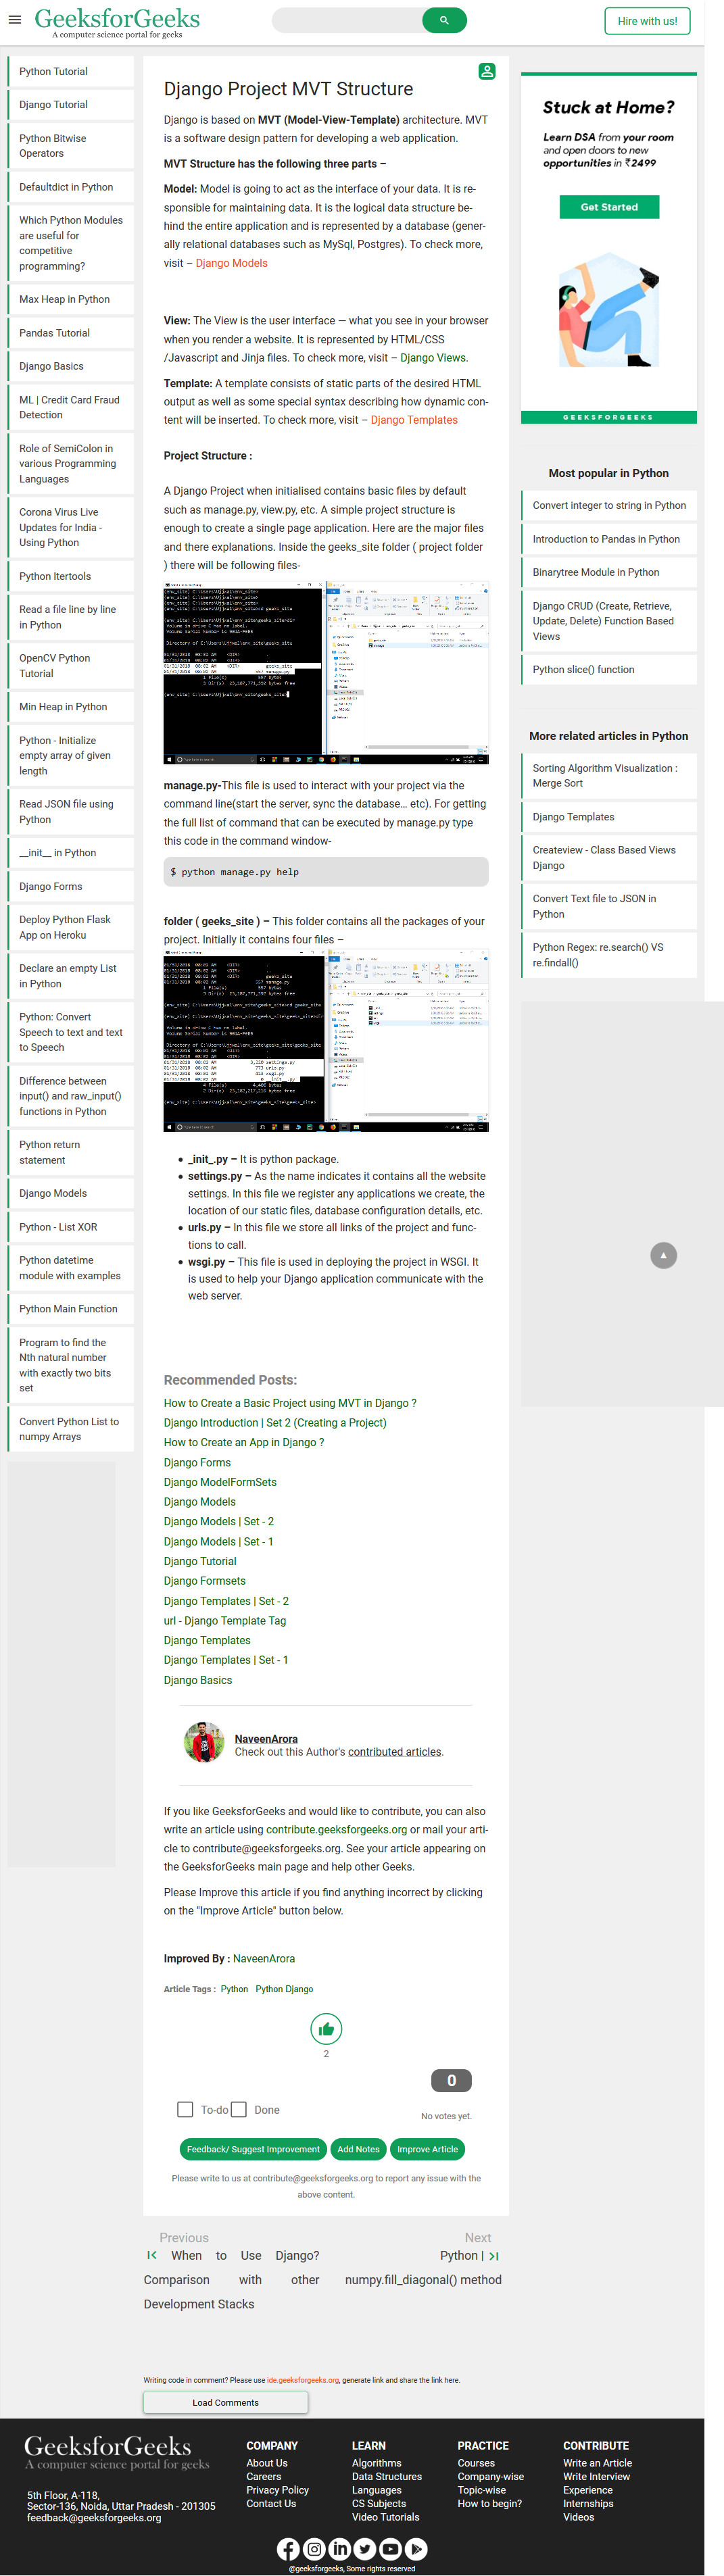 GeeksforGeeks
A computer science portal for geeks
Hire with us!
Python Tutorial
Django Tutorial
Python Bitwise
Operators
Defaultdict in Python
Which Python Modules
are useful for
competitive
programming?
Max Heap in Python
Pandas Tutorial
Django Basics
ML | Credit Card Fraud
Detection
Role of SemiColon in
various Programming
Languages
Corona Virus Live
Updates for India -
Using Python
Python Itertools
Read a file line by line
in Python
OpenCV Python
Tutorial
Min Heap in Python
Python - Initialize
empty array of given
length
Read JSON file using
Python
__init__ in Python
Django Forms
Deploy Python Flask
App on Heroku
Declare an empty List
in Python
Python: Convert
Speech to text and text
to Speech
Difference between
input() and raw_input()
functions in Python
Python return
statement
Django Models
Python - List XOR
Python datetime
module with examples
Python Main Function
Program to find the
Nth natural number
with exactly two bits
set
Convert Python List to
numpy Arrays
Django Project MVT Structure
Django is based on MVT (Model-View-Template) architecture. MVT
is a software design pattern for developing a web application.
MVT Structure has the following three parts –
Model: Model is going to act as the interface of your data. It is re-
sponsible for maintaining data. It is the logical data structure be-
hind the entire application and is represented by a database (gener-
ally relational databases such as MySql, Postgres). To check more,
visit – Django Models
View: The View is the user interface — what you see in your browser
when you render a website. It is represented by HTML/CSS
/Javascript and Jinja files. To check more, visit – Django Views.
Template: A template consists of static parts of the desired HTML
output as well as some special syntax describing how dynamic con-
tent will be inserted. To check more, visit – Django Templates
Project Structure :
A Django Project when initialised contains basic files by default
such as manage.py, view.py, etc. A simple project structure is
enough to create a single page application. Here are the major files
and there explanations. Inside the geeks_site folder ( project folder
) there will be following files-
manage.py-This file is used to interact with your project via the
command line(start the server, sync the database... etc). For getting
the full list of command that can be executed by manage.py type
this code in the command window-
$ python manage.py help
folder ( geeks_site ) – This folder contains all the packages of your
project. Initially it contains four files –
• _init_.py – It is python package.
• settings.py – As the name indicates it contains all the website
settings. In this file we register any applications we create, the
location of our static files, database configuration details, etc.
• urls.py – In this file we store all links of the project and func-
tions to call.
• wsgi.py – This file is used in deploying the project in WSGI. It
is used to help your Django application communicate with the
web server.
Recommended Posts:
How to Create a Basic Project using MVT in Django ?
Django Introduction | Set 2 (Creating a Project)
How to Create an App in Django ?
Django Forms
Django ModelFormSets
Django Models
Django Models | Set - 2
Django Models | Set - 1
Django Tutorial
Django Formsets
Django Templates | Set - 2
url - Django Template Tag
Django Templates
Django Templates | Set - 1
Django Basics
NaveenArora
Check out this Author's contributed articles.
If you like GeeksforGeeks and would like to contribute, you can also
write an article using contribute.geeksforgeeks.org or mail your arti-
cle to contribute@geeksforgeeks.org. See your article appearing on
the GeeksforGeeks main page and help other Geeks.
Please Improve this article if you find anything incorrect by clicking
on the "Improve Article" button below.
Improved By : NaveenArora
Article Tags : Python Python Django
2
0
To-do Done
No votes yet.
Feedback/ Suggest Improvement Add Notes Improve Article
Please write to us at contribute@geeksforgeeks.org to report any issue with the
above content.
Previous
When to Use Django?
Comparison with other
Development Stacks
Next
Python |
numpy.fill_diagonal() method
Writing code in comment? Please use ide.geeksforgeeks.org, generate link and share the link here.
Load Comments
Stuck at Home?
Learn DSA from your room
and open doors to new
opportunities in ₹2499
Get Started
GEEKSFORGEEKS
Most popular in Python
Convert integer to string in Python
Introduction to Pandas in Python
Binarytree Module in Python
Django CRUD (Create, Retrieve,
Update, Delete) Function Based
Views
Python slice() function
More related articles in Python
Sorting Algorithm Visualization :
Merge Sort
Django Templates
Createview - Class Based Views
Django
Convert Text file to JSON in
Python
Python Regex: re.search() VS
re.findall()
GeeksforGeeks
A computer science portal for geeks
5th Floor, A-118,
Sector-136, Noida, Uttar Pradesh - 201305
feedback@geeksforgeeks.org
COMPANY
About Us
Careers
Privacy Policy
Contact Us
LEARN
Algorithms
Data Structures
Languages
CS Subjects
Video Tutorials
PRACTICE
Courses
Company-wise
Topic-wise
How to begin?
CONTRIBUTE
Write an Article
Write Interview
Experience
Internships
Videos
@geeksforgeeks, Some rights reserved